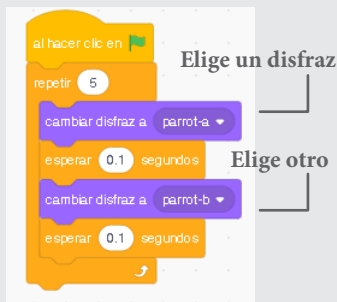 al hacer clic en
Elige un disfraz
repetir 5
cambiar disfraz a parrot-a
esperar 0.1 segundos
Elige otro
cambiar disfraz a parrot-b
esperar 0.1 segundos